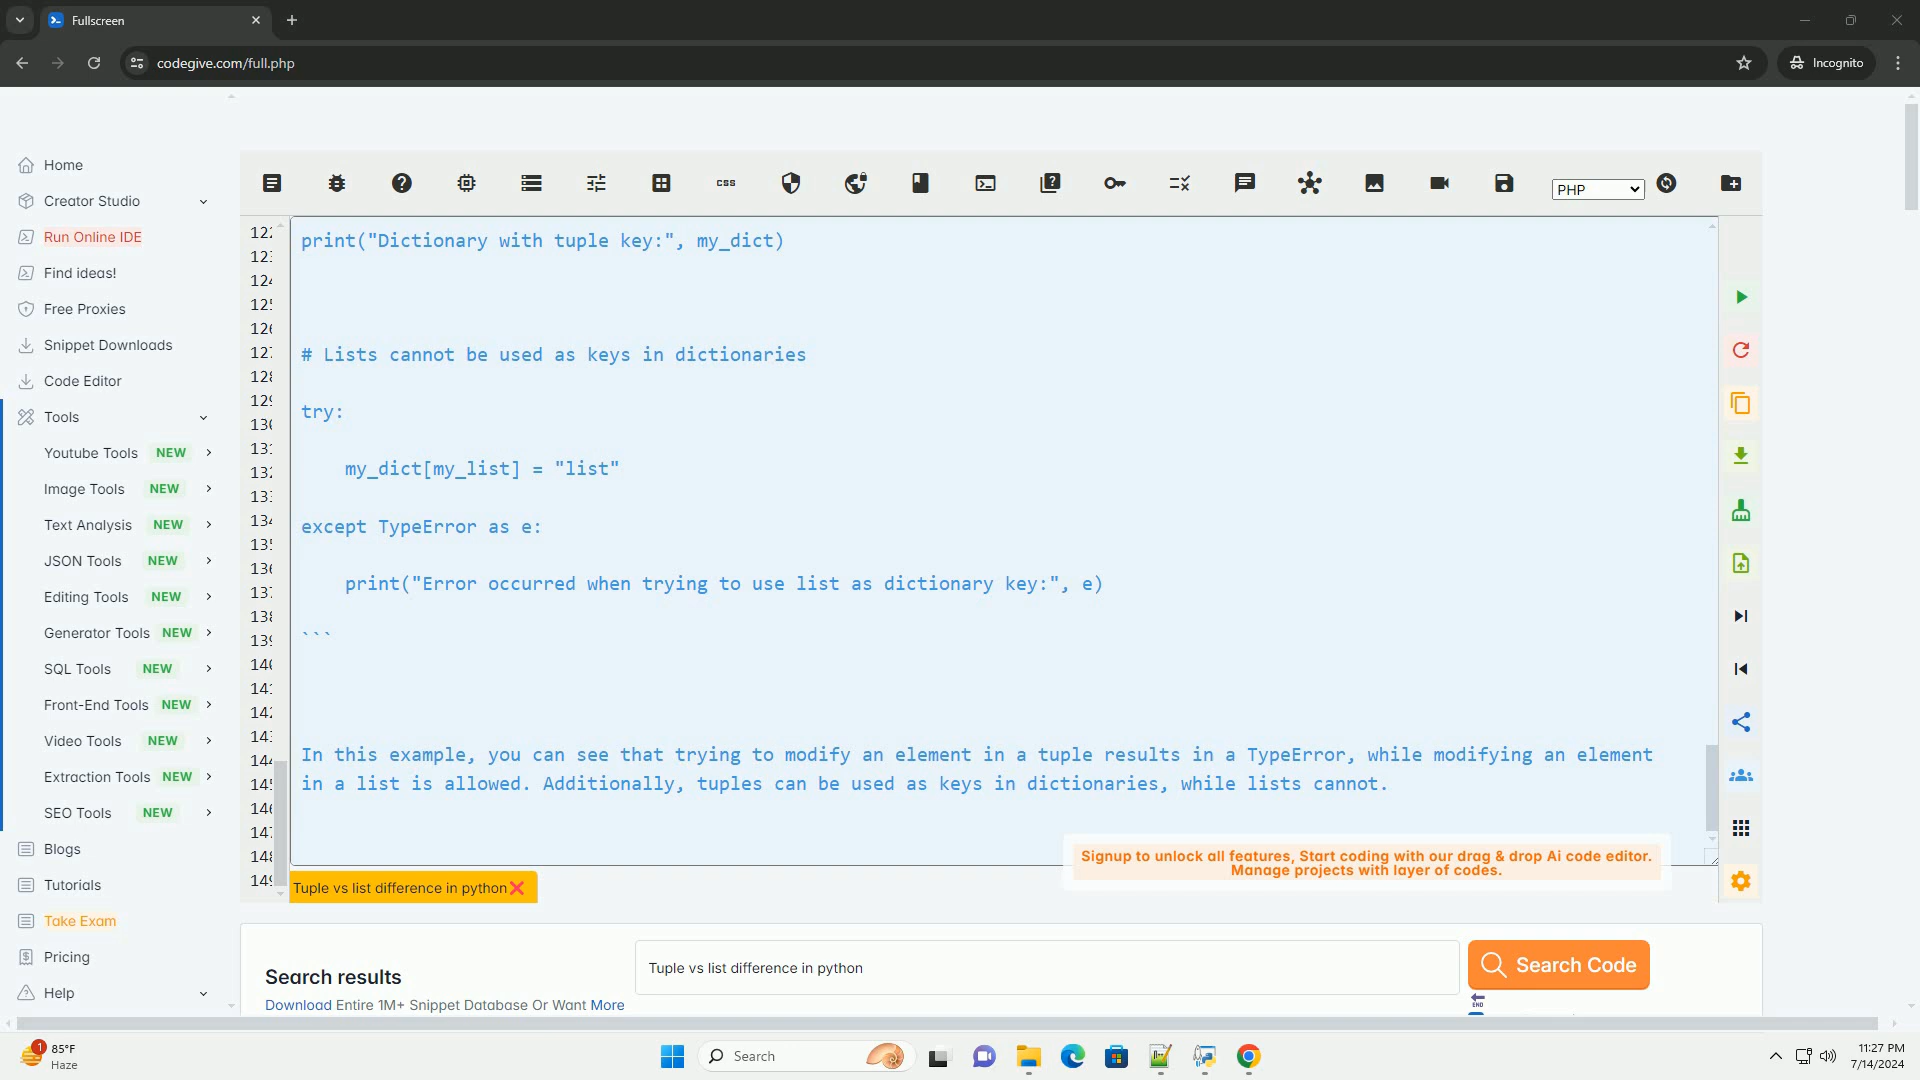 Fullscreen
codegive.com/full.php
Incognito
Home
Creator Studio
Run Online IDE
Find ideas!
Free Proxies
Snippet Downloads
Code Editor
Tools
Youtube Tools NEW
Image Tools NEW
Text Analysis NEW
JSON Tools NEW
Editing Tools NEW
Generator Tools NEW
SQL Tools NEW
Front-End Tools NEW
Video Tools NEW
Extraction Tools NEW
SEO Tools NEW
Blogs
Tutorials
Take Exam
Pricing
Help
css
PHP
print("Dictionary with tuple key:", my_dict)
# Lists cannot be used as keys in dictionaries
try:
my_dict[my_list] = "list"
except TypeError as e:
print("Error occurred when trying to use list as dictionary key:", e)
```
In this example, you can see that trying to modify an element in a tuple results in a TypeError, while modifying an element
in a list is allowed. Additionally, tuples can be used as keys in dictionaries, while lists cannot.
Signup to unlock all features, Start coding with our drag & drop Ai code editor.
Manage projects with layer of codes.
Tuple vs list difference in python
Search results
Tuple vs list difference in python
Search Code
Download Entire 1M+ Snippet Database Or Want More
END
1
85°F
Haze
Search
11:27 PM
7/14/2024